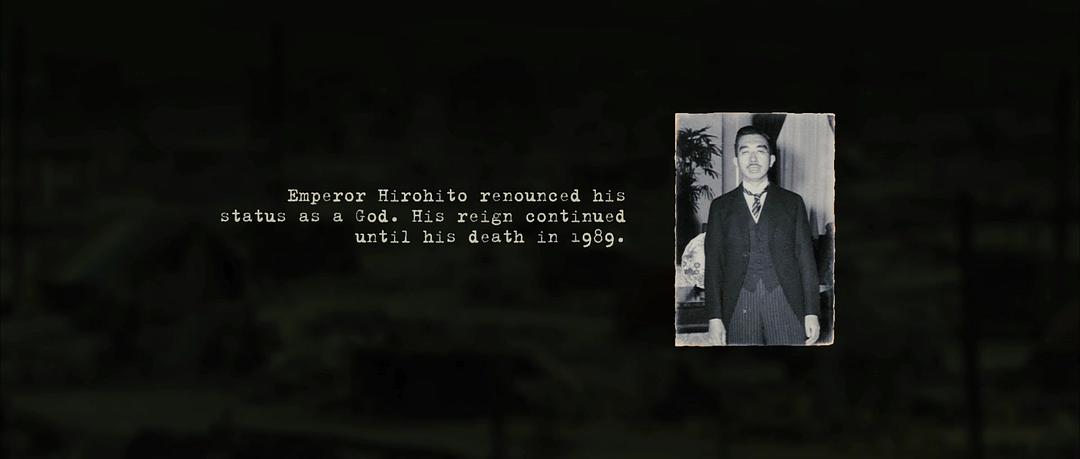 Emperor Hirohito renounced his
status as a God. His reign continued
until his death in 1989.